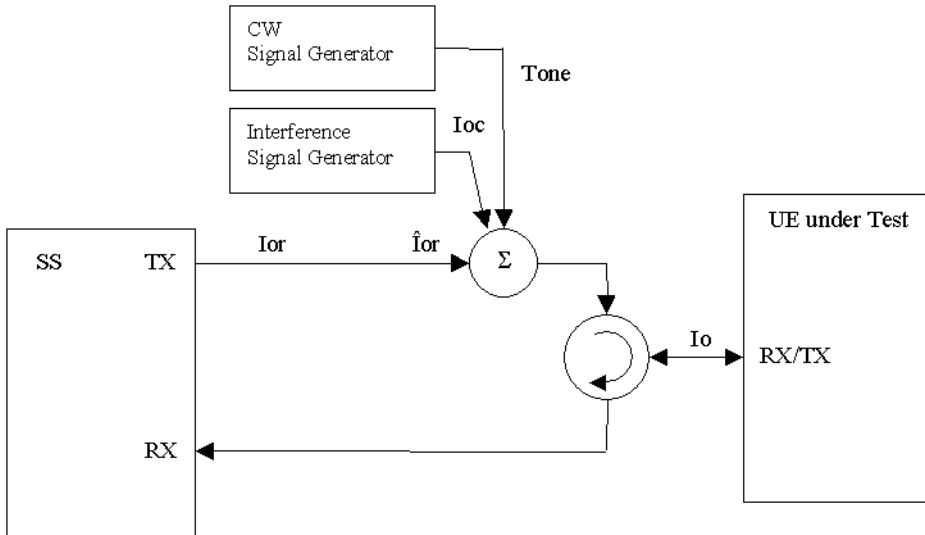 CW
Signal Generator
Tone
Interference
Signal Generator
Ioc
UE under Test
SS
TX
Ior
Îor
Σ
Io
RX/TX
RX